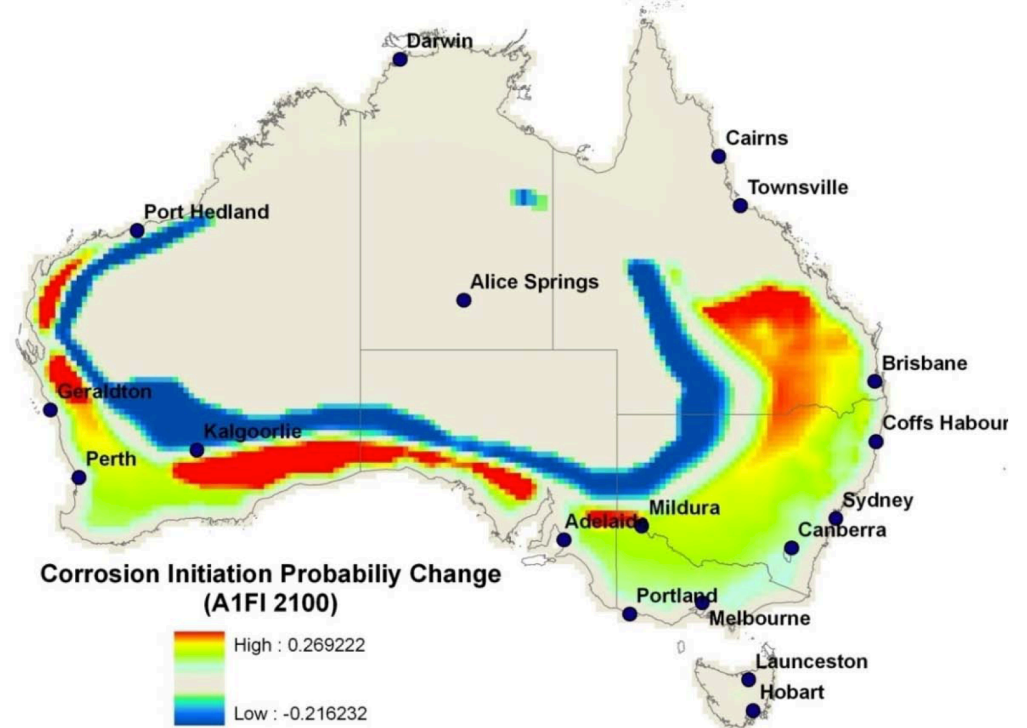 Darwin
Cairns
Townsville
Port Hedland
Alice Springs
Brisbane
Geraldton
Coffs Habour
Kalgoorlie
Perth
Mildura
Sydney
Adelaide
Canberra
Corrosion Initiation Probabiliy Change
(A1FI 2100)
Portland
Melbourne
High : 0.269222
Launceston
Hobart
Low : -0.216232